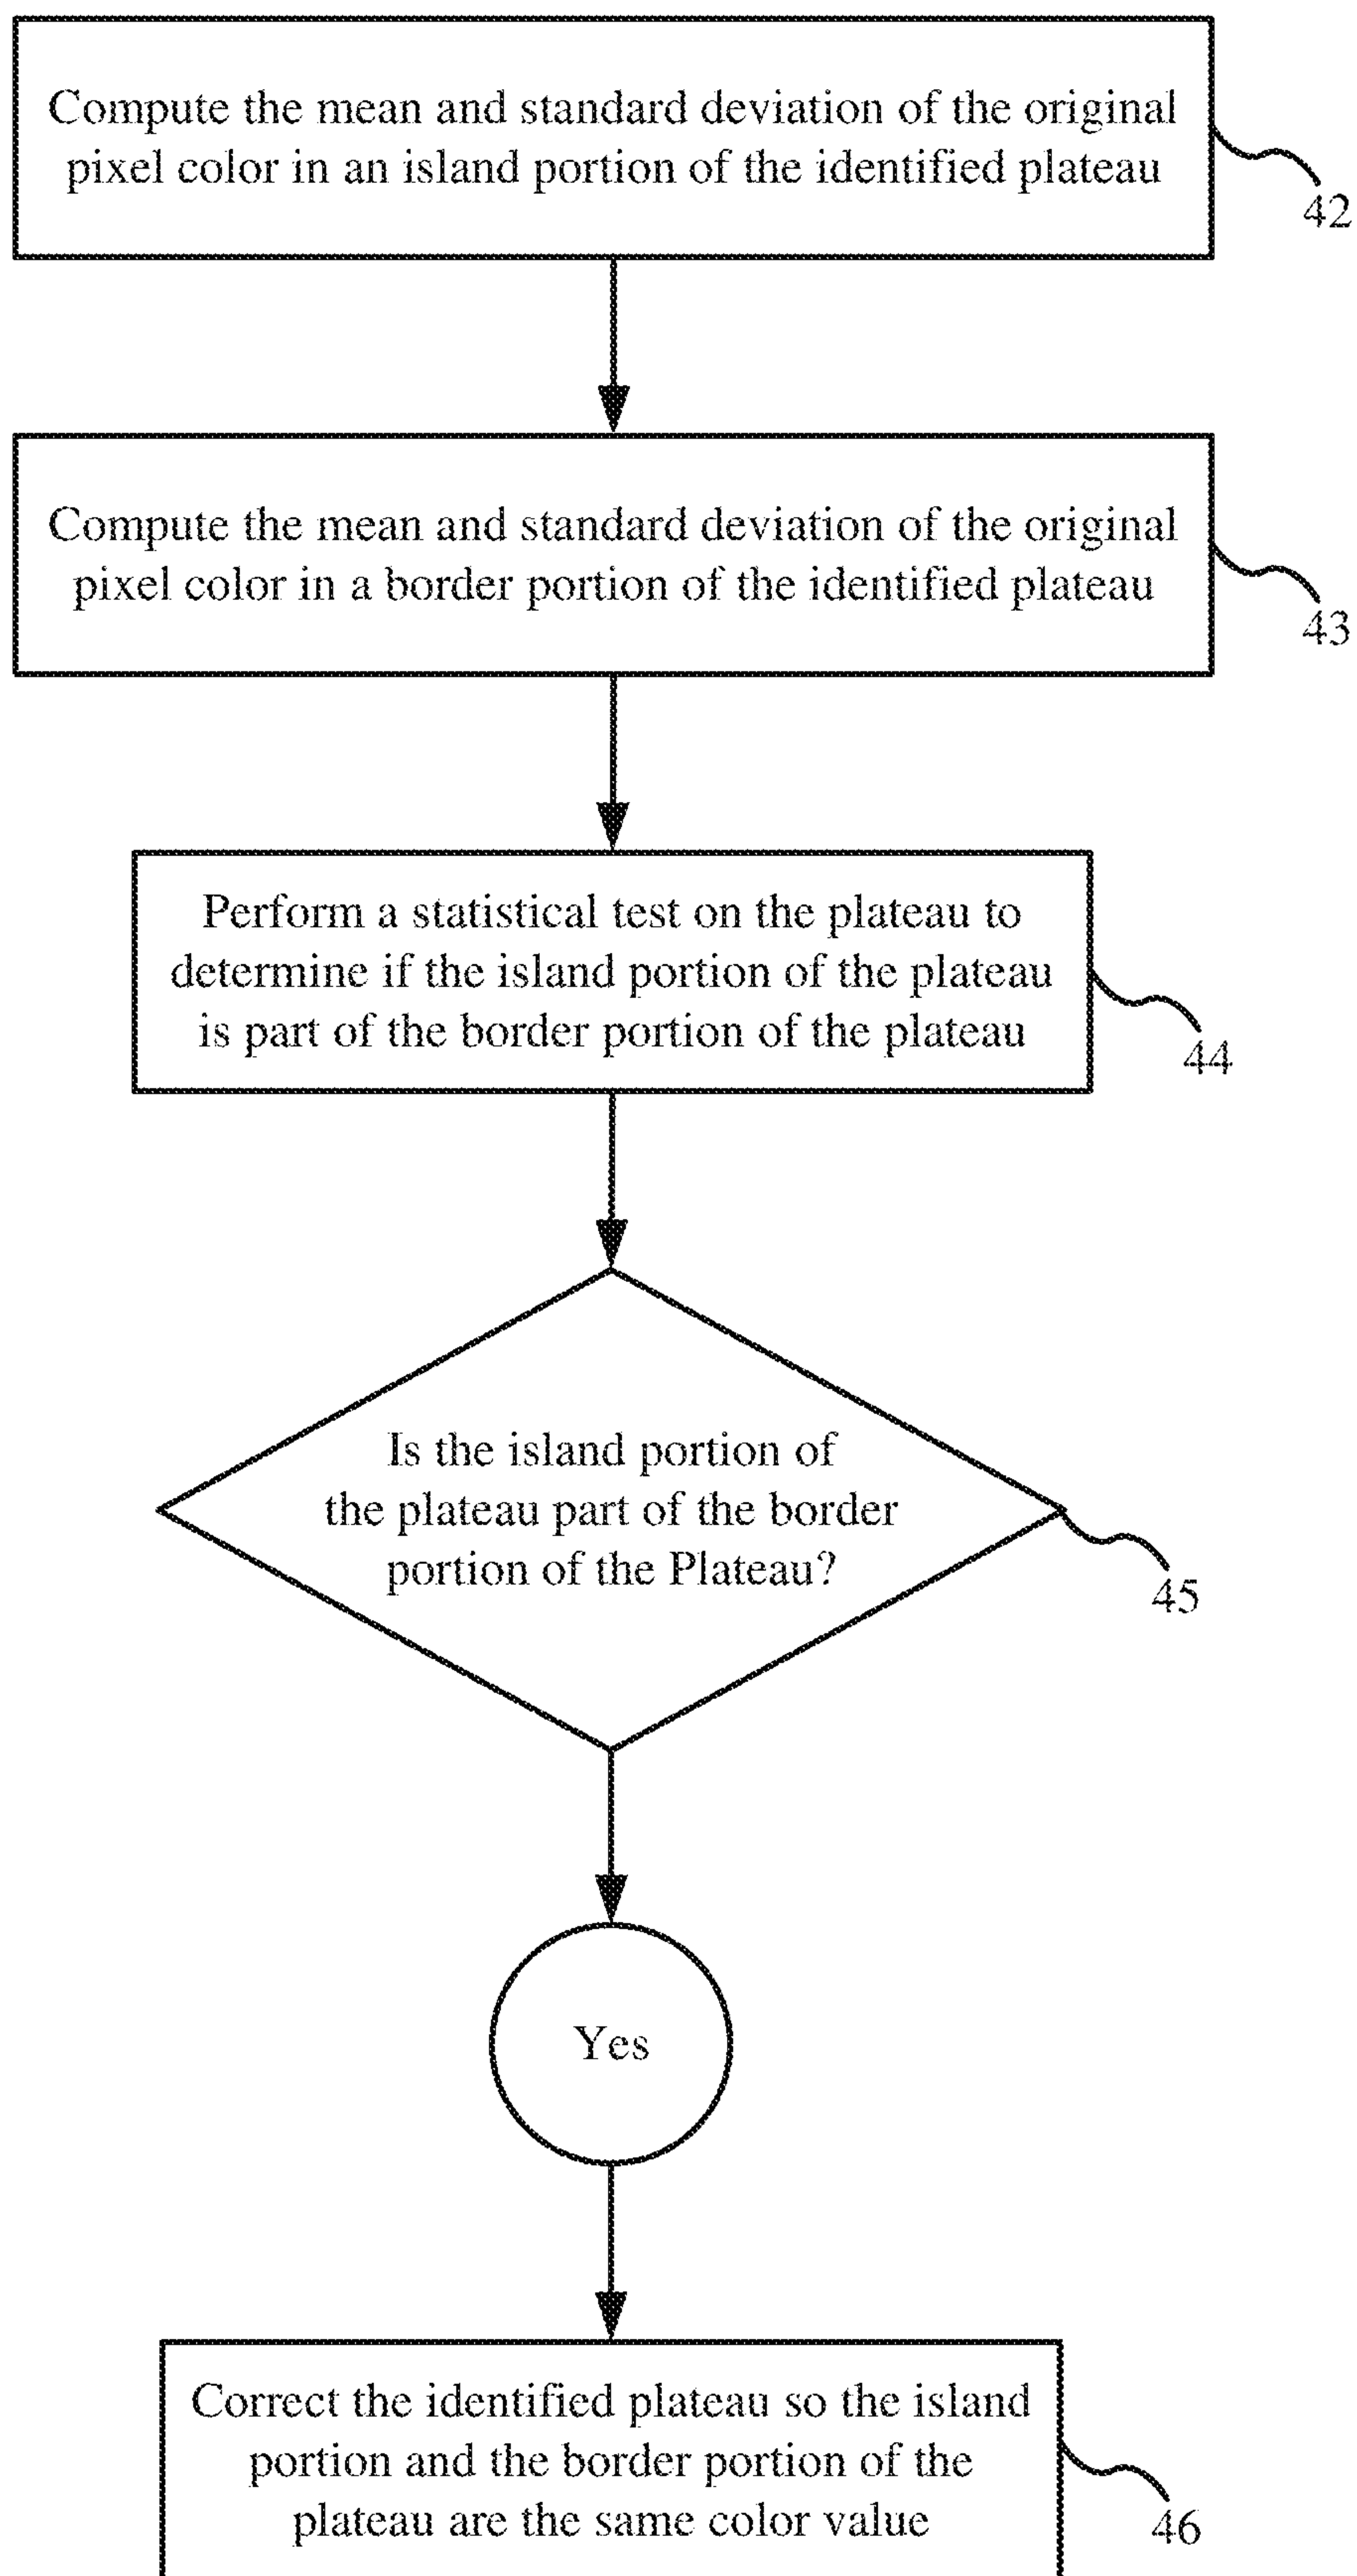 Compute the mean and standard deviation of the original
pixel color in an island portion of the identified plateau
42
Compute the mean and standard deviation of the original
pixel color in a border portion of the identified plateau
43
Perform a statistical test on the plateau to
determine if the island portion of the plateau
is part of the border portion of the plateau
44
Is the island portion of
the plateau part of the border
portion of the Plateau?
45
Yes
Correct the identified plateau so the island
portion and the border portion of the
plateau are the same color value
46